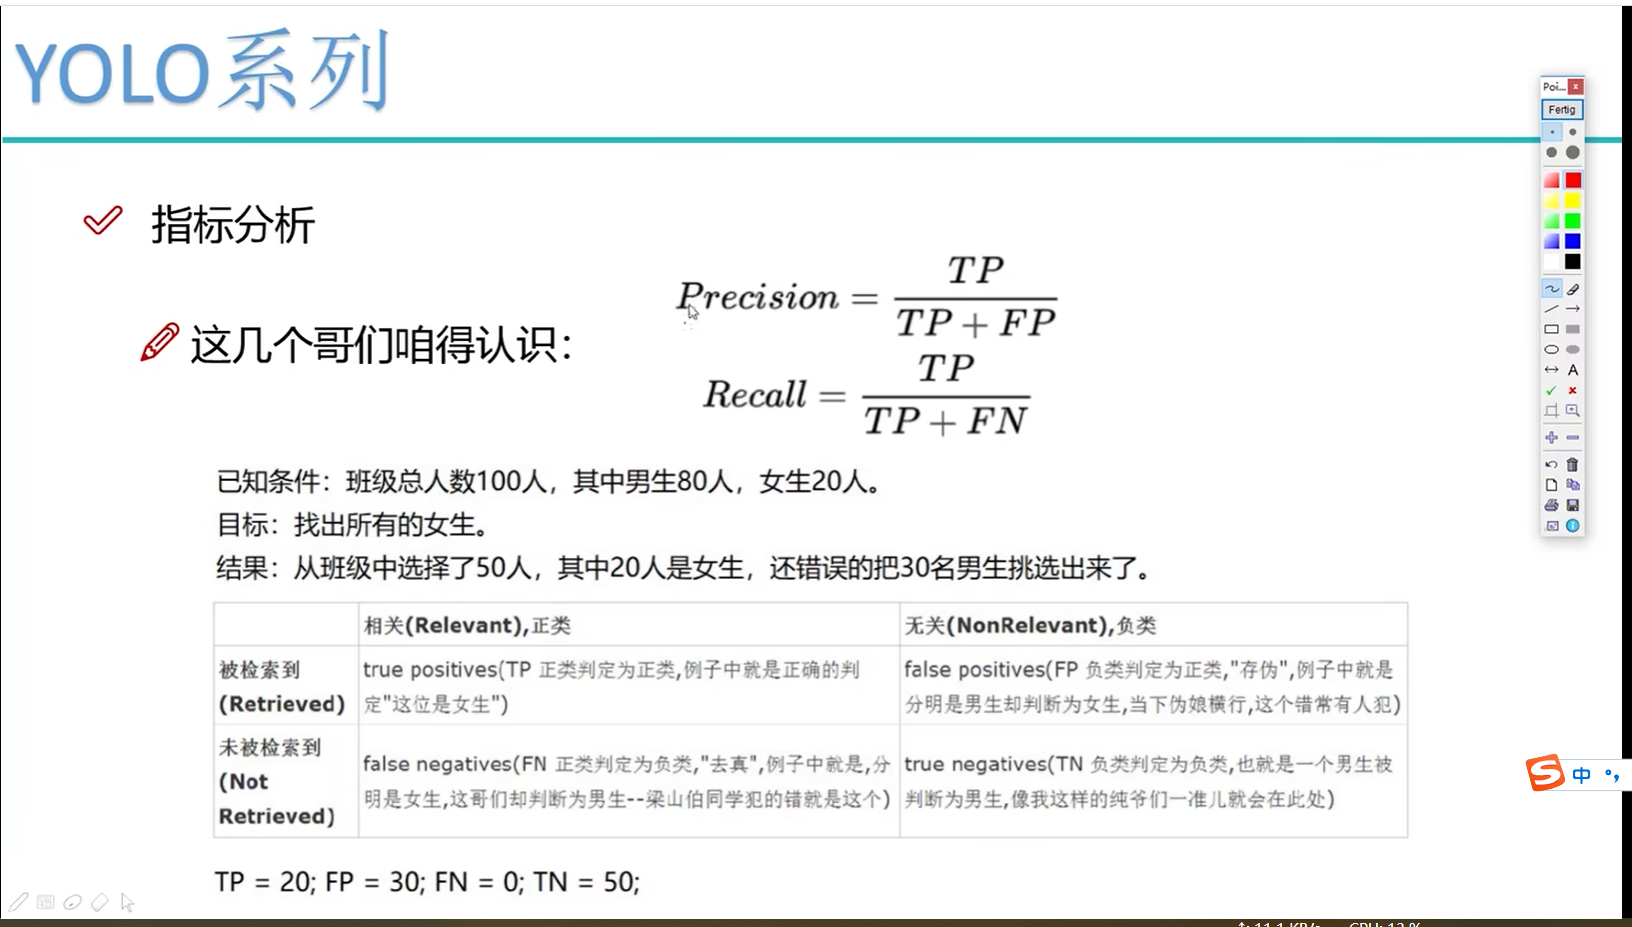 YOLO系列
Poi...
Fertig
指标分析
Precision = TP / (TP + FP)
这几个哥们咱得认识：
Recall = TP / (TP + FN)
已知条件：班级总人数100人，其中男生80人，女生20人。
目标：找出所有的女生。
结果：从班级中选择了50人，其中20人是女生，还错误的把30名男生挑选出来了。
相关(Relevant),正类
无关(NonRelevant),负类
被检索到
(Retrieved)
true positives(TP 正类判定为正类,例子中就是正确的判
定"这位是女生")
false positives(FP 负类判定为正类,"存伪",例子中就是
分明是男生却判断为女生,当下伪娘横行,这个错常有人犯)
未被检索到
(Not
Retrieved)
false negatives(FN 正类判定为负类,"去真",例子中就是,分
明是女生,这哥们却判断为男生--梁山伯同学犯的错就是这个)
true negatives(TN 负类判定为负类,也就是一个男生被
判断为男生,像我这样的纯爷们一准儿就会在此处)
TP = 20; FP = 30; FN = 0; TN = 50;
A
S 中 °,